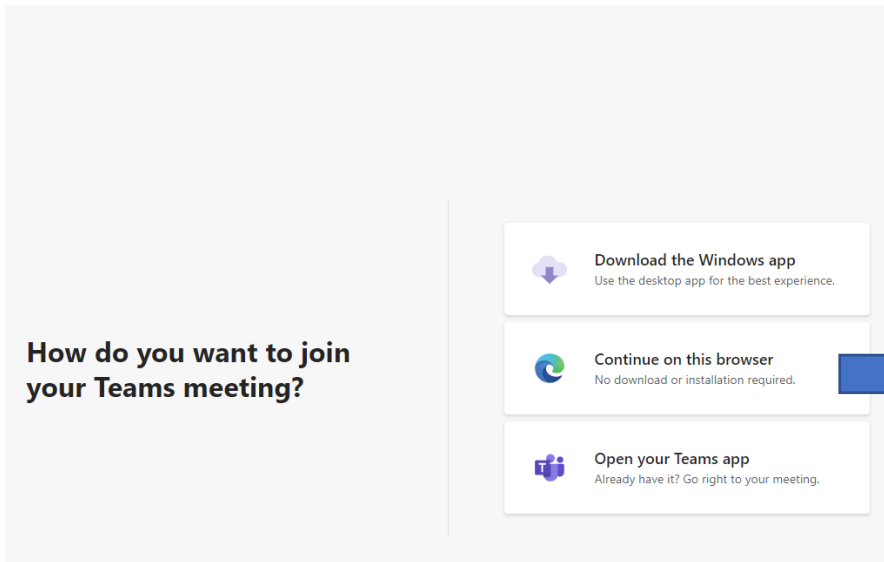 How do you want to join
your Teams meeting?
Download the Windows app
Use the desktop app for the best experience.
Continue on this browser
No download or installation required.
T
Open your Teams app
Already have it? Go right to your meeting.